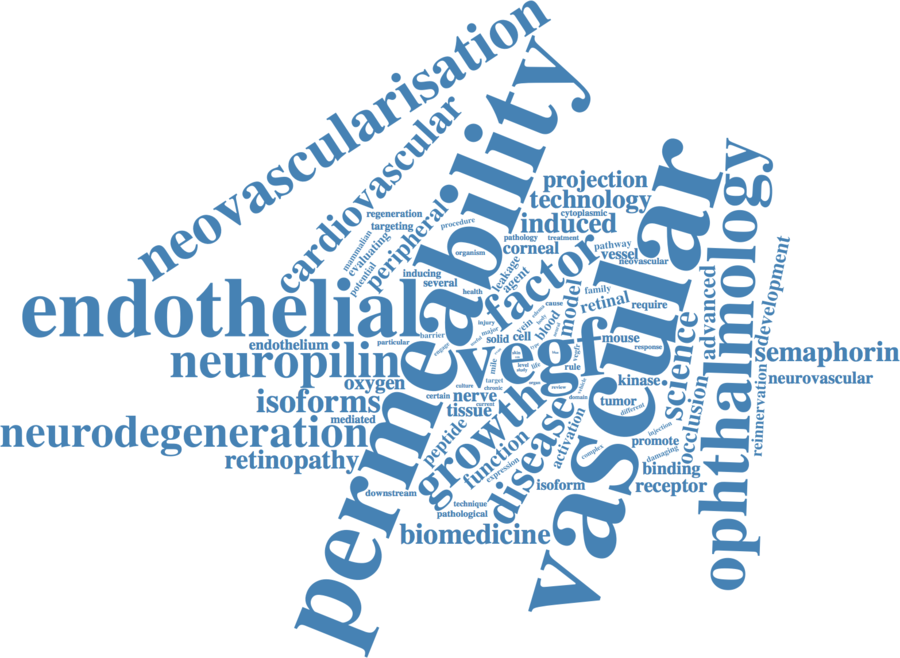 neovascularisation
cardiovascular
permeability
vascular
ophthalmology
endothelial
neuropilin
neurodegeneration
isoforms
retinopathy
oxygen
endothelium
mediated
regeneration
targeting
mammalian
evaluating
potential
peripheral
procedure
organism
inducing
several
health
barrier
particular
projection
technology
cytoplasmic
induced
pathology
treatment
corneal
pathway
vessel
neovascular
leakage
agent
factor
family
retinal
require
model
cause
vein
blood
injury
major
solid
cell
vegf
mouse
response
rule
kinase
tumor
different
science
advanced
occlusion
development
reinnervation
semaphorin
neurovascular
nerve
tissue
certain
culture
target
chronic
current
growth
peptide
function
expression
disease
activation
complex
domain
review
level
study
injection
promote
damaging
binding
receptor
isoform
downstream
technique
pathological
biomedicine